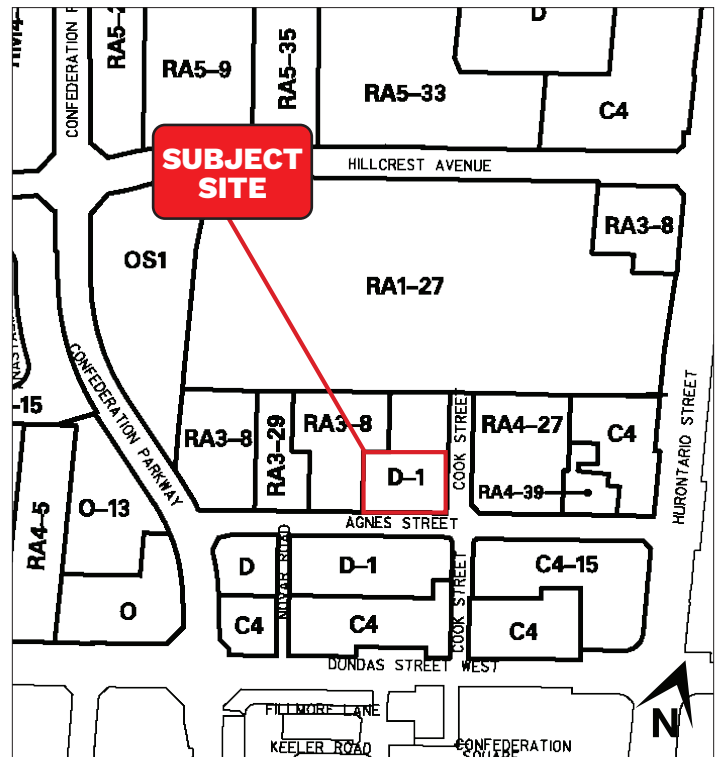 D
RA5-9
RA5-35
RA5-33
C4
HILLCREST AVENUE
SUBJECT
SITE
RA3-8
OS1
RA1-27
CONFEDERATION PARKWAY
HURONTARIO STREET
-15
RA3-8
RA3-29
RA3-8
D-1
COOK STREET
RA4-27
C4
RA4-39
RA4-5
O-13
O
AGNES STREET
D
NOVAR ROAD
D-1
COOK STREET
C4-15
C4
C4
C4
DUNDAS STREET WEST
FILLMORE LANE
KEELER ROAD
CONFEDERATION
SQUARE
N